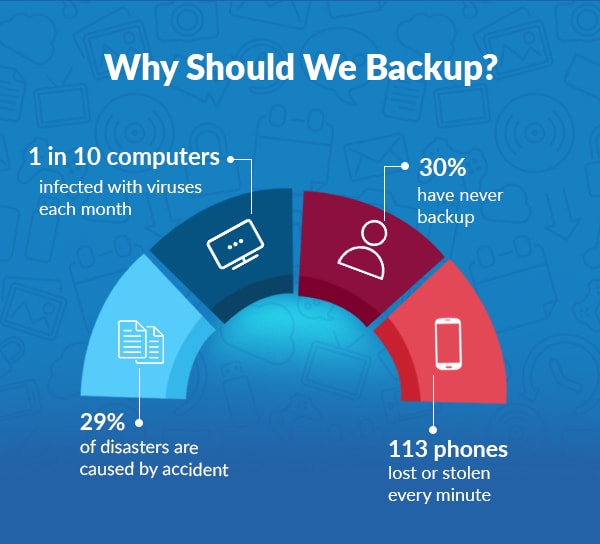 Why Should We Backup?
1 in 10 computers
infected with viruses
each month
30%
have never
backup
29%
of disasters are
caused by accident
113 phones
lost or stolen
every minute